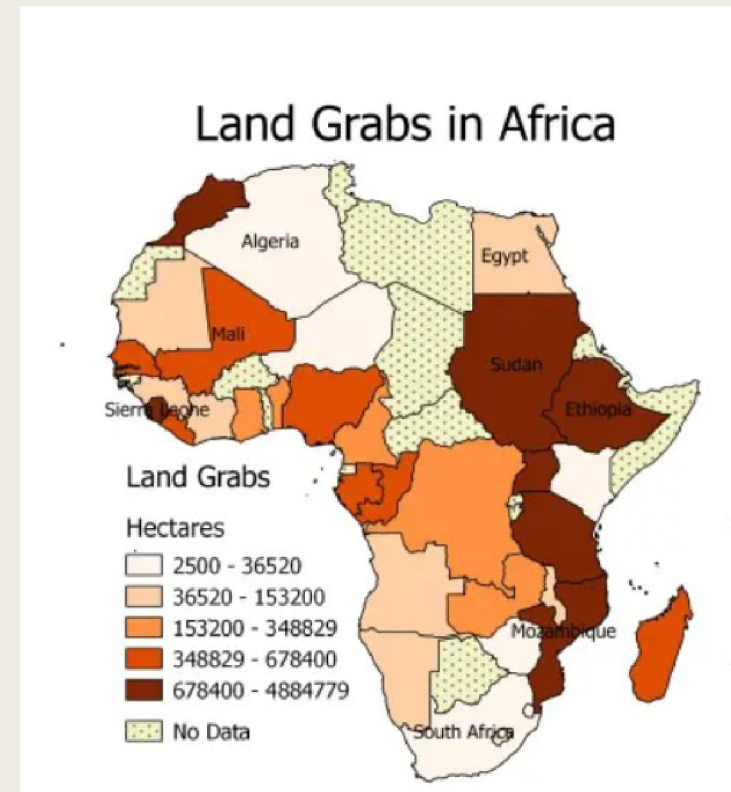 Land Grabs in Africa
Algeria
Egypt
Mali
Sudan
Sierra Leone
Ethiopia
Land Grabs
Hectares
2500 - 36520
36520 - 153200
153200 - 348829
348829 - 678400
678400 - 4884779
No Data
Mozambique
South Africa